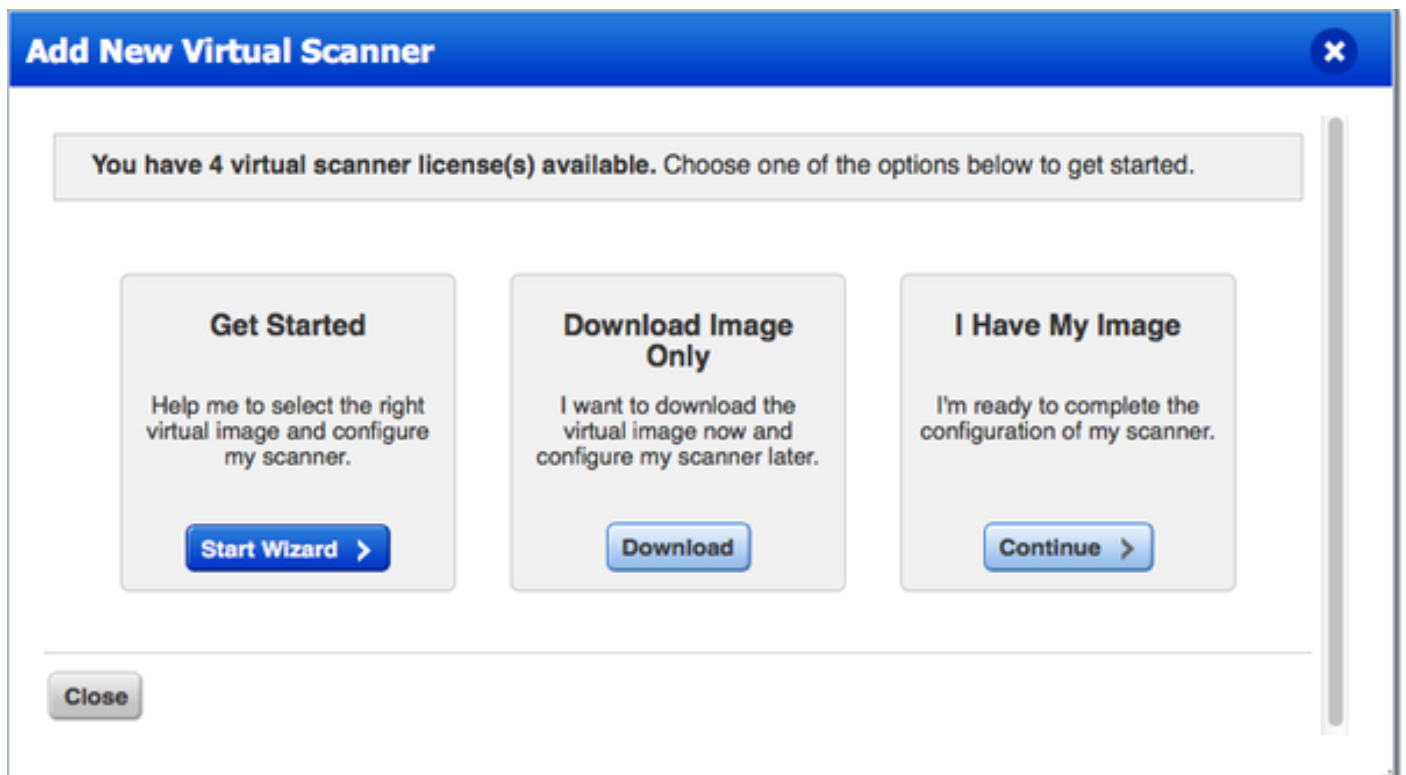 Add New Virtual Scanner
You have 4 virtual scanner license(s) available. Choose one of the options below to get started.
Get Started
Help me to select the right
virtual image and configure
my scanner.
Start Wizard
Download Image
Only
I want to download the
virtual image now and
configure my scanner later.
Download
I Have My Image
I'm ready to complete the
configuration of my scanner.
Continue
Close